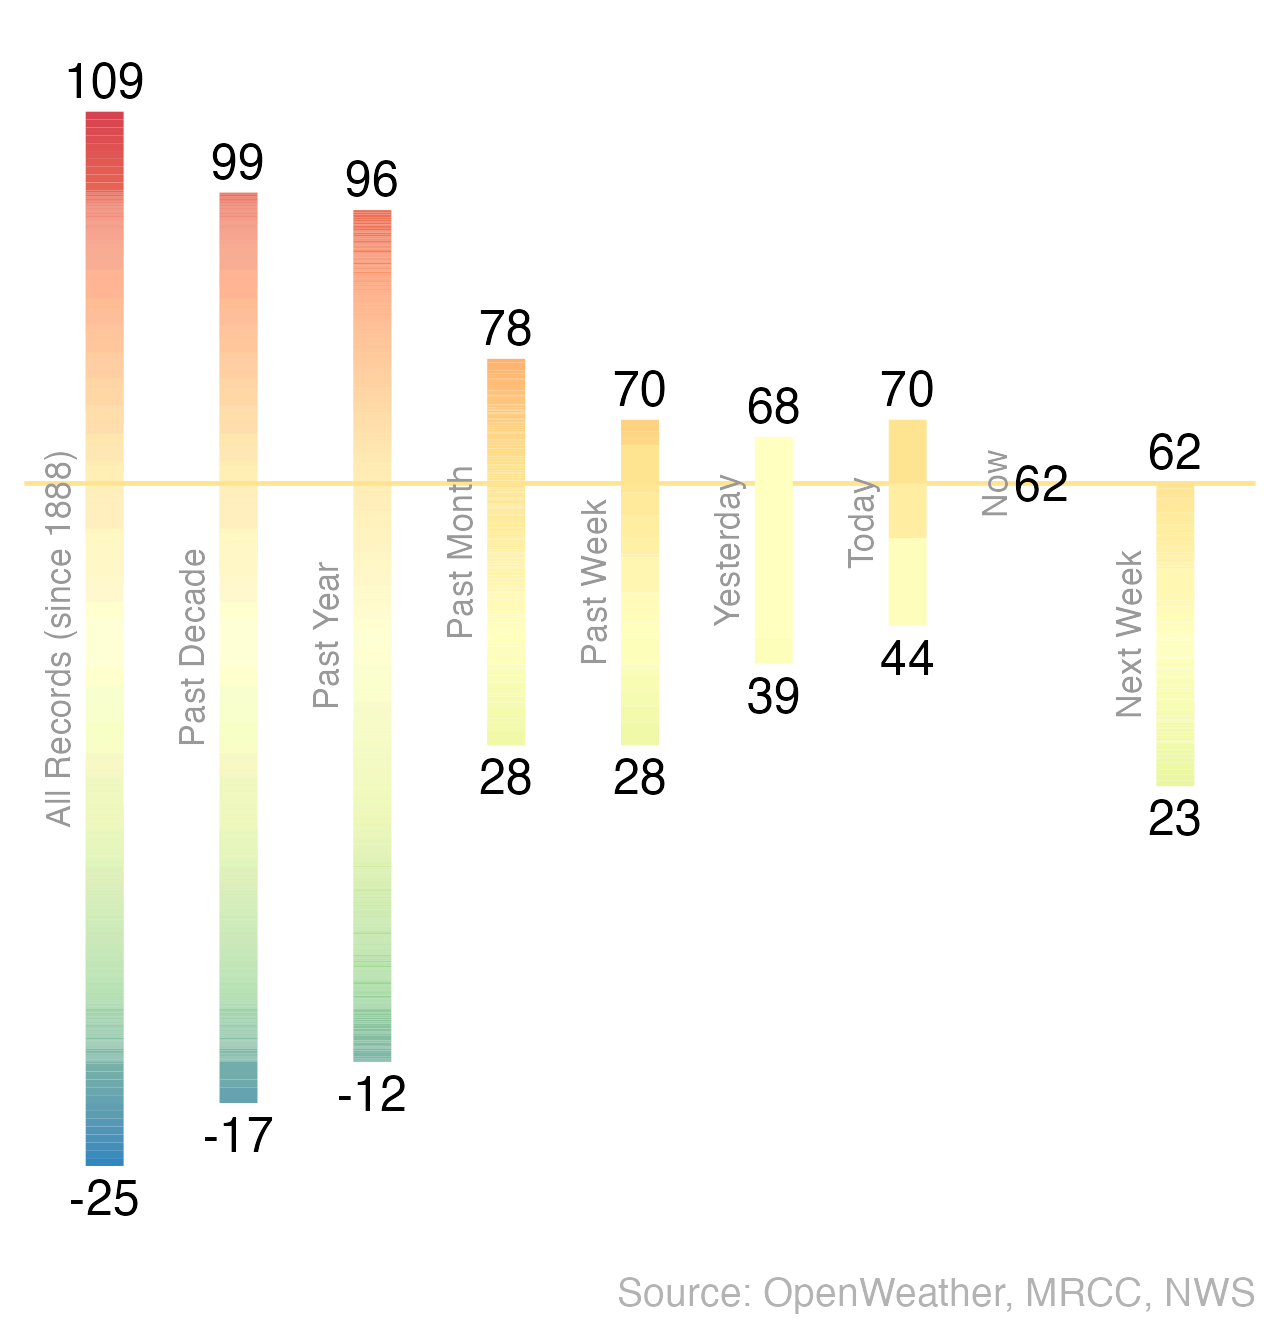 109
All Records (since 1888)
-25
99
Past Decade
-17
96
Past Year
-12
78
Past Month
28
70
Past Week
28
68
Yesterday
39
70
Today
44
Now
62
62
Next Week
23
Source: OpenWeather, MRCC, NWS